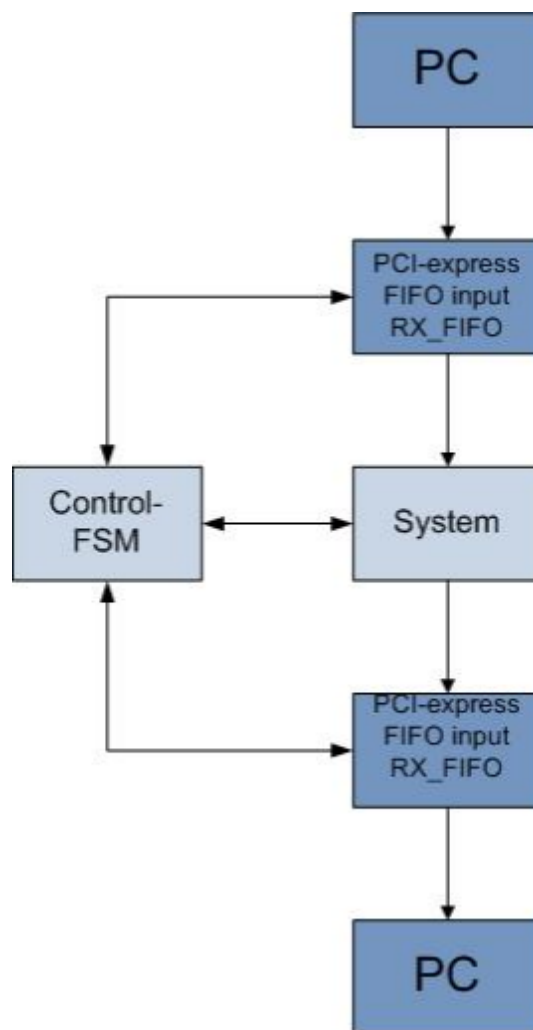 PC
PCI-express
FIFO input
RX_FIFO
Control-
FSM
System
PCI-express
FIFO input
RX_FIFO
PC